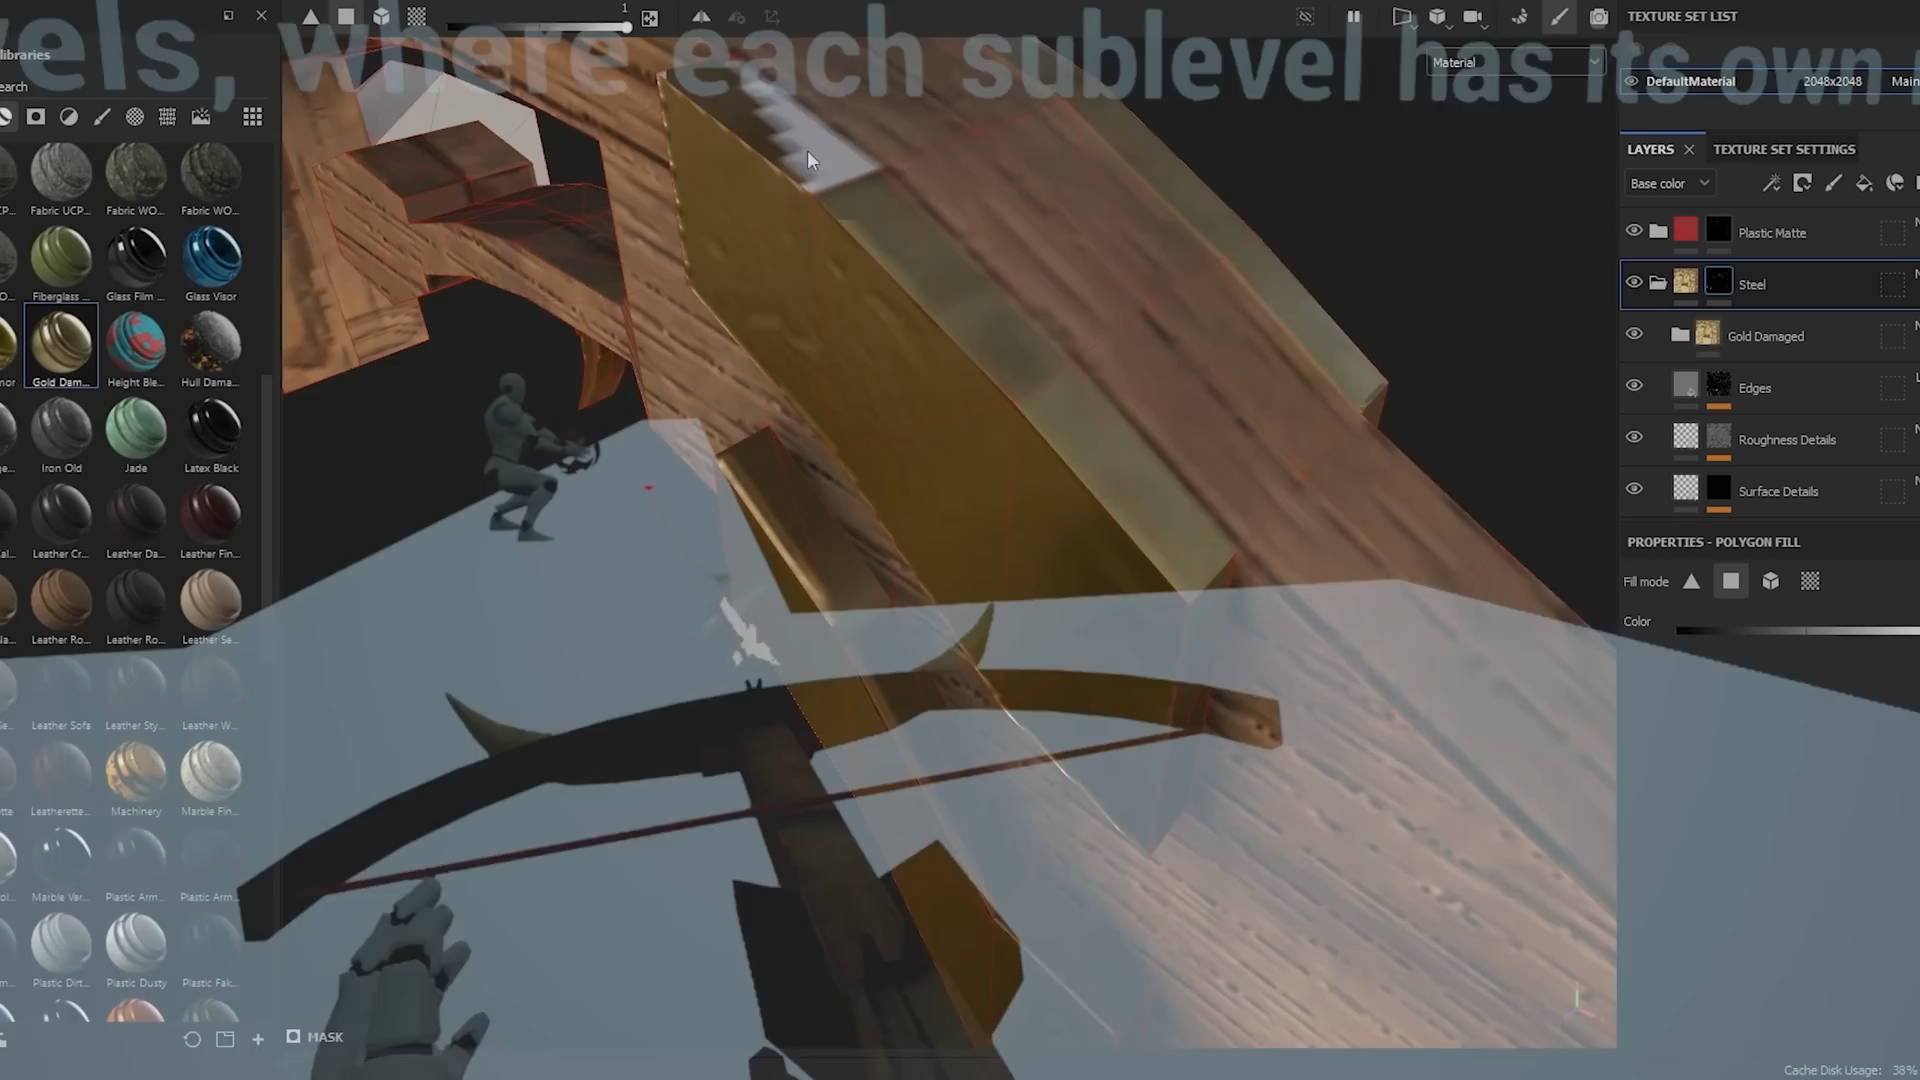 els, where each sublevel has its own
1
TEXTURE SET LIST
Material
DefaultMaterial 2048x2048 Main
LAYERS TEXTURE SET SETTINGS
Base color
Plastic Matte
Steel
Gold Damaged
Edges
Roughness Details
Surface Details
PROPERTIES - POLYGON FILL
Fill mode
Color
ibraries
earch
Fabric UCP... Fabric WO... Fabric WO...
Fiberglass ... Glass Film ... Glass Visor
Gold Dam... Height Ble... Hull Dama...
Iron Old Jade Latex Black
Leather Cr... Leather Da... Leather Fin...
Leather Ro... Leather Ro... Leather Se...
Leather Sofa Leather Sty... Leather W...
Leatherette... Machinery Marble Fin...
Marble Var... Plastic Arm... Plastic Arm...
Plastic Dirt... Plastic Dusty Plastic Fak...
MASK
Cache Disk Usage: 38%